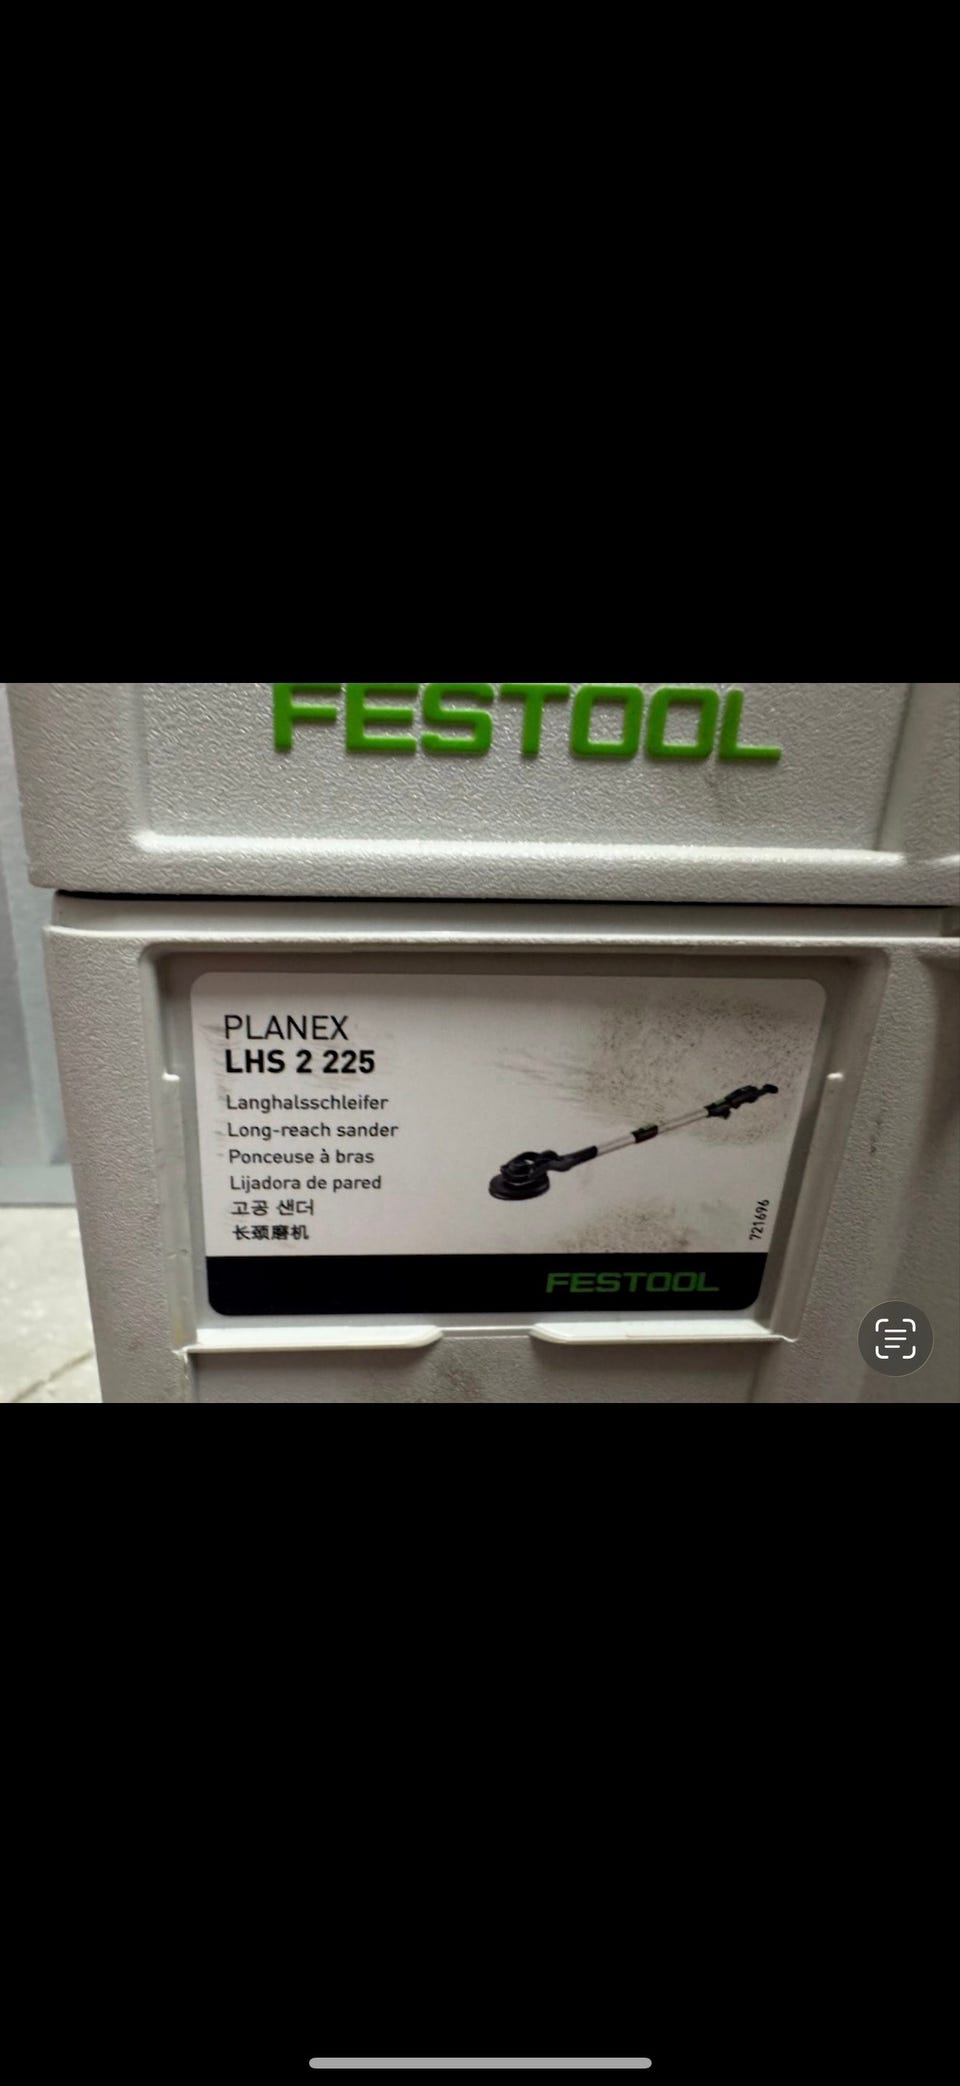 FESTOOL
PLANEX
LHS 2 225
Langhalsschleifer
Long-reach sander
Ponceuse à bras
Lijadora de pared
고공 샌더
长颈磨机
721696
FESTOOL